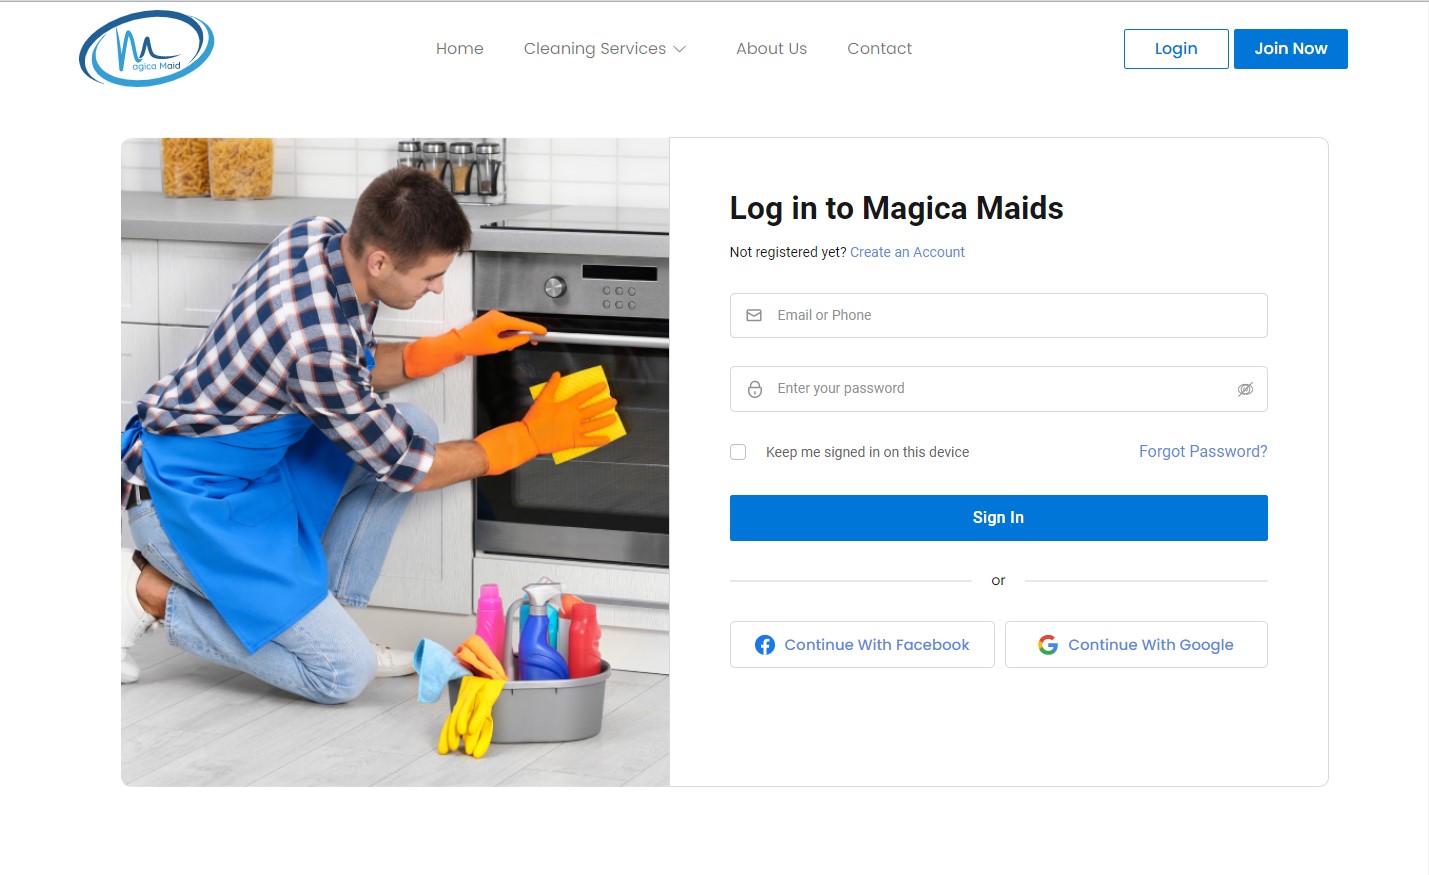 Magica Maid
Home Cleaning Services About Us Contact Login Join Now
Log in to Magica Maids
Not registered yet? Create an Account
Email or Phone
Enter your password
Keep me signed in on this device Forgot Password?
Sign In
or
Continue With Facebook Continue With Google